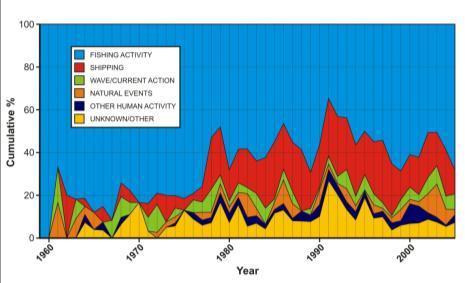 100
80
60
40
20
0
Cumulative %
FISHING ACTIVITY
SHIPPING
WAVE/CURRENT ACTION
NATURAL EVENTS
OTHER HUMAN ACTIVITY
UNKNOWN/OTHER
1960
1970
1980
1990
2000
Year